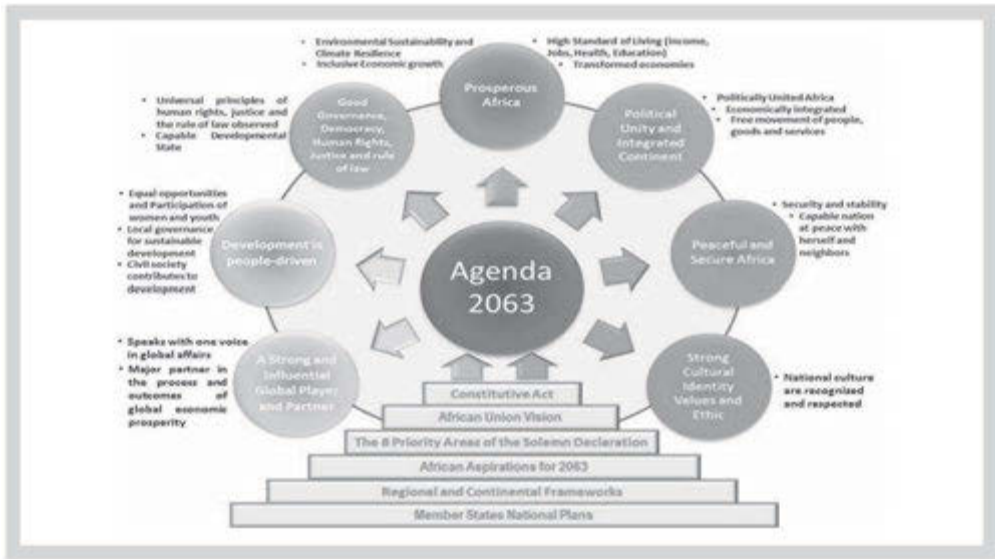 • Environmental Sustainability and
Climate Resilience
• Inclusive Economic growth
• High Standard of Living (Income,
Jobs, Health, Education)
• Transformed economies
Prosperous
Africa
• Universal principles of
human rights, justice and
the rule of law observed
• Capable Developmental
State
Good
Governance,
Democracy,
Human Rights,
Justice and rule
of law
Political
Unity and
Integrated
Continent
• Politically United Africa
• Economically integrated
• Free movement of people,
goods and services
• Equal opportunities
and Participation of
women and youth
• Local governance
for sustainable
development
• Civil society
contributes to
development
Development is
people-driven
Agenda
2063
Peaceful and
Secure Africa
• Security and stability
• Capable nation
at peace with
herself and
neighbors
• Speaks with one voice
in global affairs
• Major partner in
the process and
outcomes of
global economic
prosperity
A Strong and
Influential
Global Player
and Partner
Strong
Cultural
Identity
Values and
Ethic
• National culture
are recognized
and respected
Constitutive Act
African Union Vision
The 8 Priority Areas of the Solemn Declaration
African Aspirations for 2063
Regional and Continental Frameworks
Member States National Plans